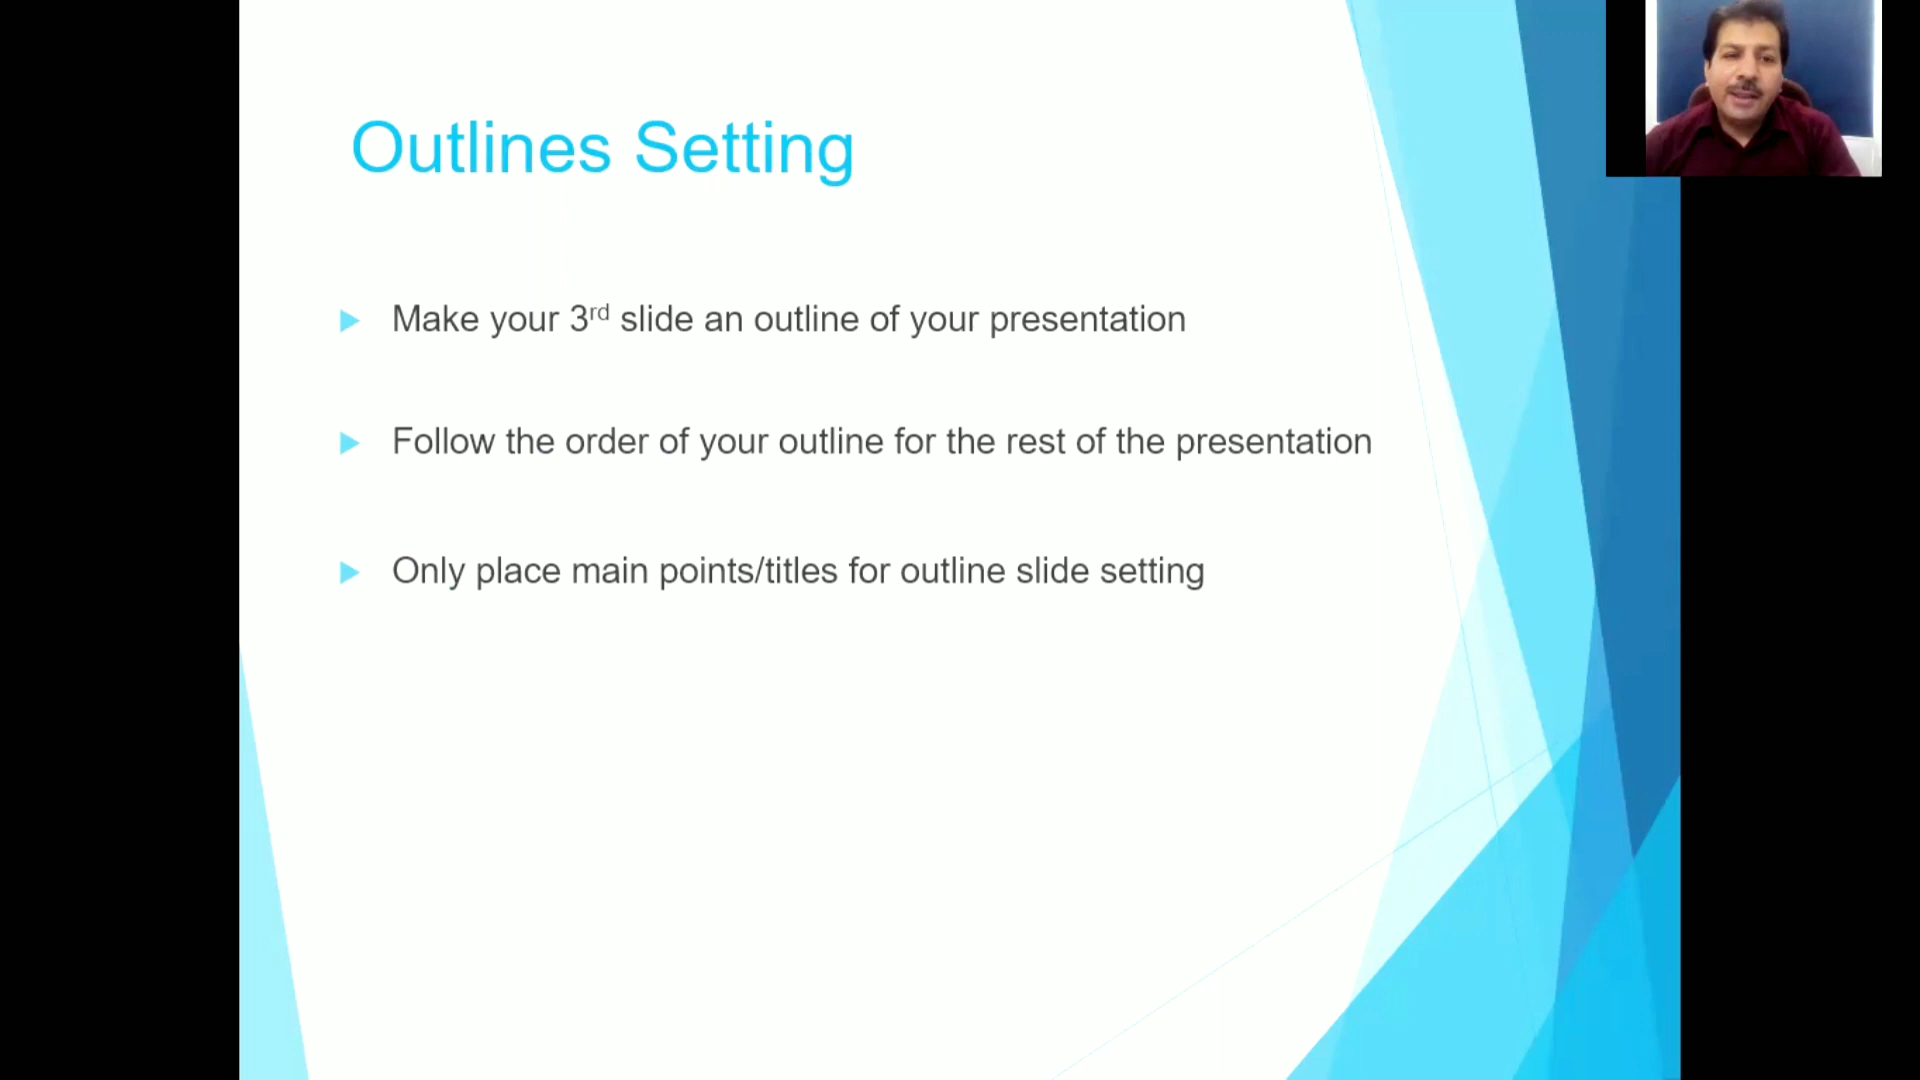 Outlines Setting
Make your 3rd slide an outline of your presentation
Follow the order of your outline for the rest of the presentation
Only place main points/titles for outline slide setting